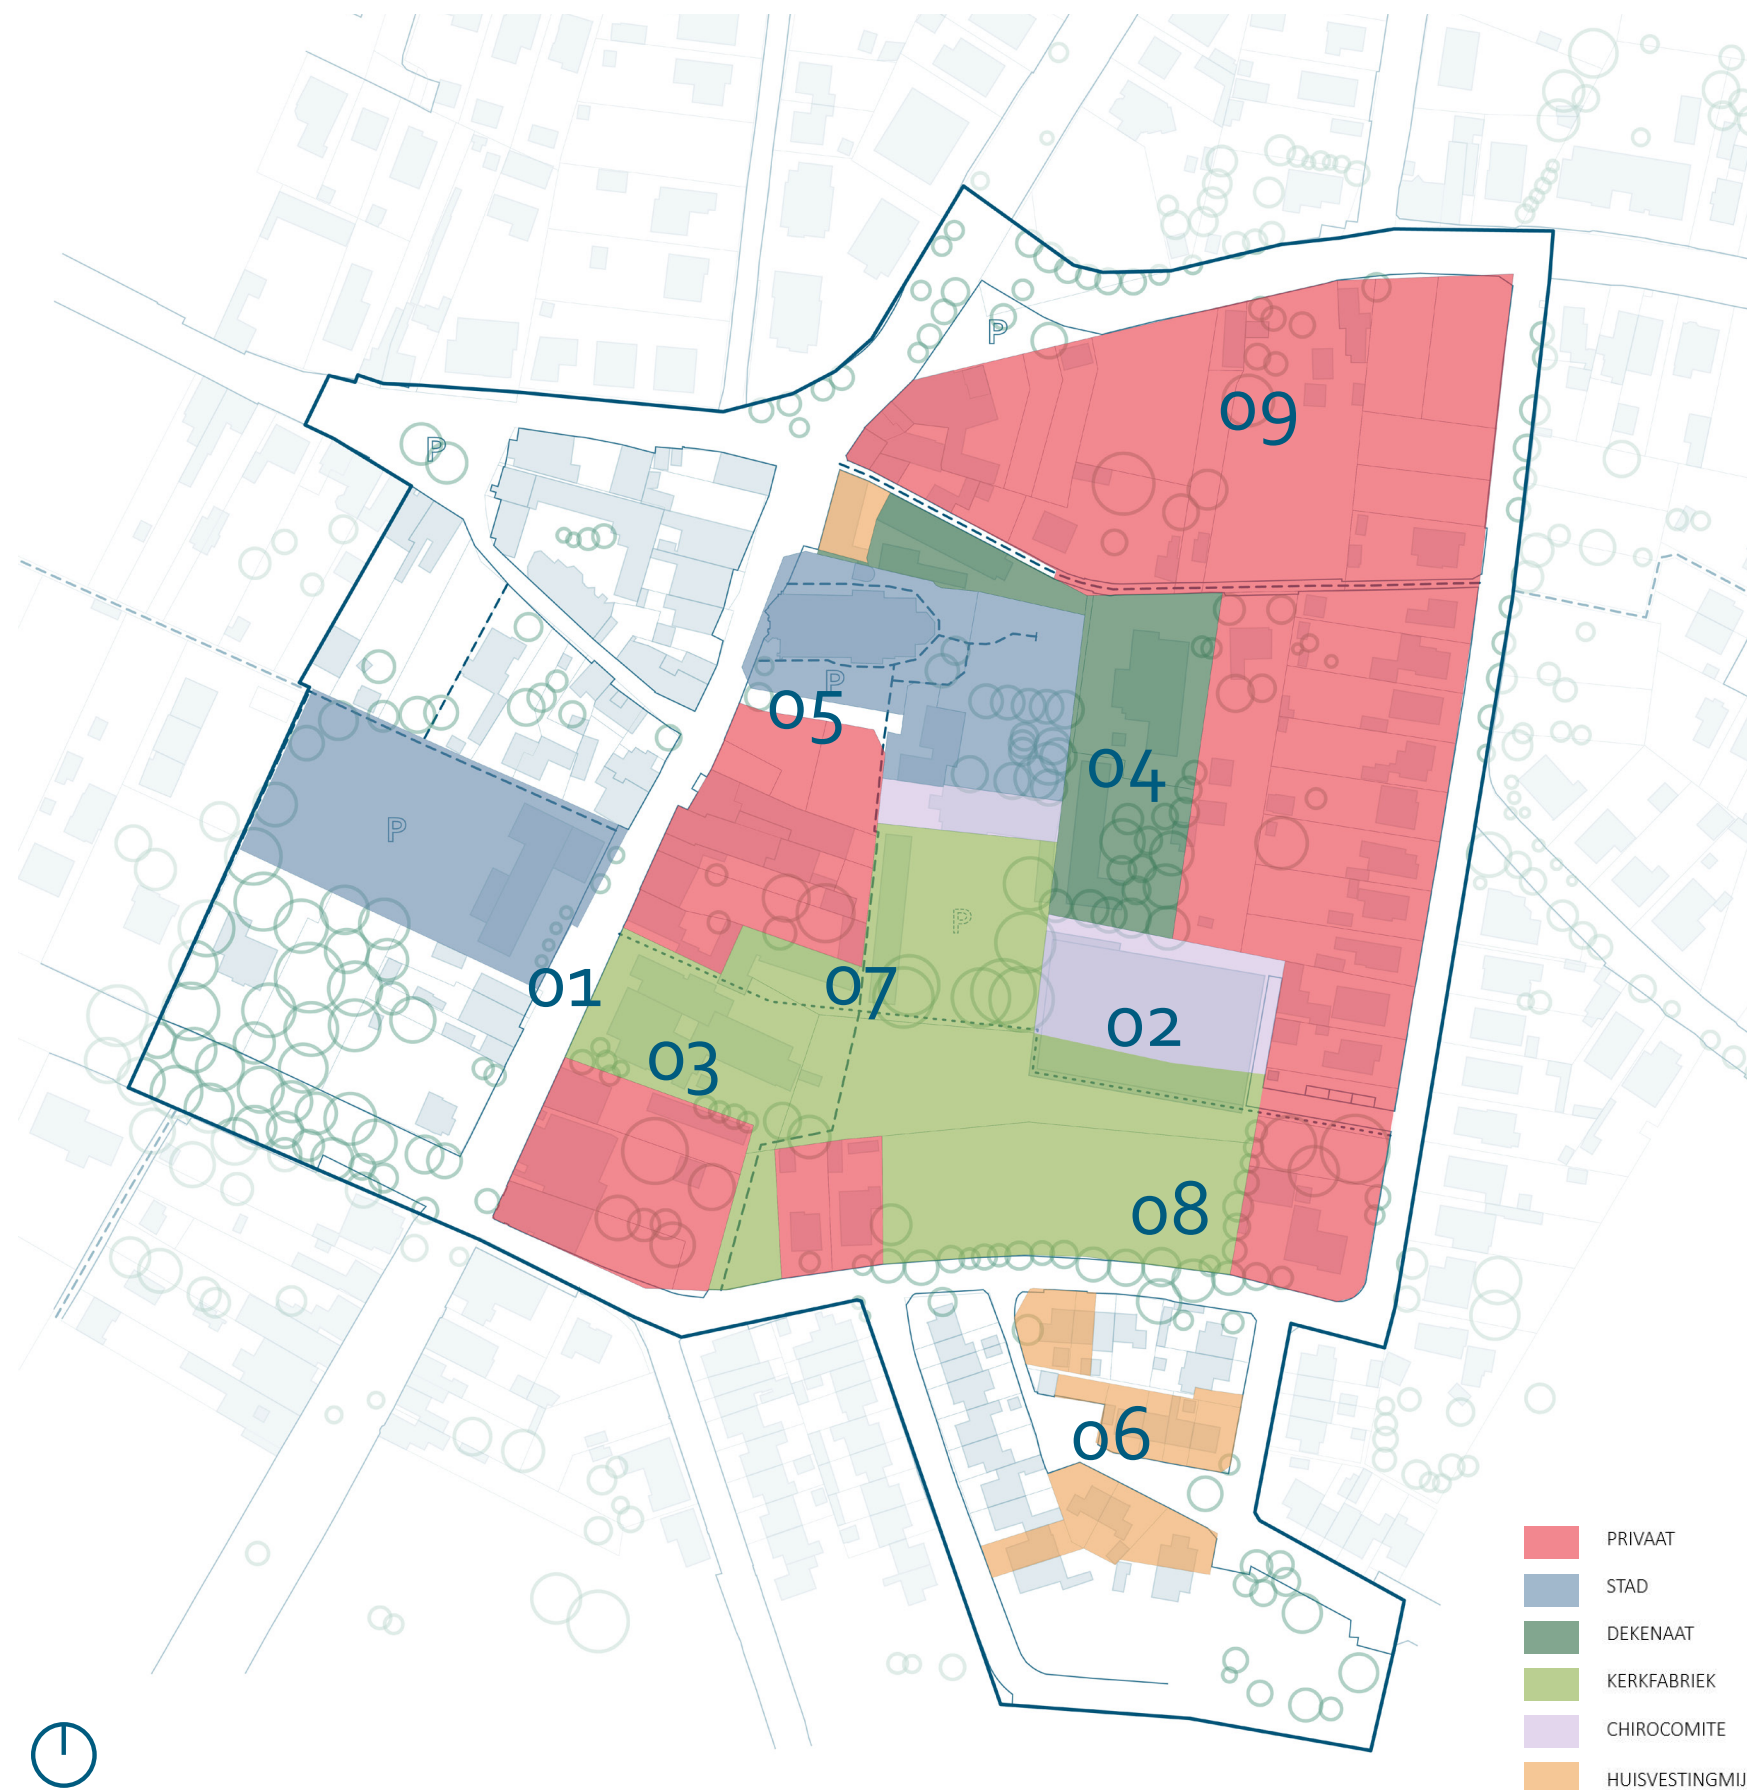 P
09
P
P
05
04
P
P
01
07
02
03
08
06
PRIVAAT
STAD
DEKENAAT
KERKFABRIEK
CHIROCOMITE
HUISVESTINGMIJ